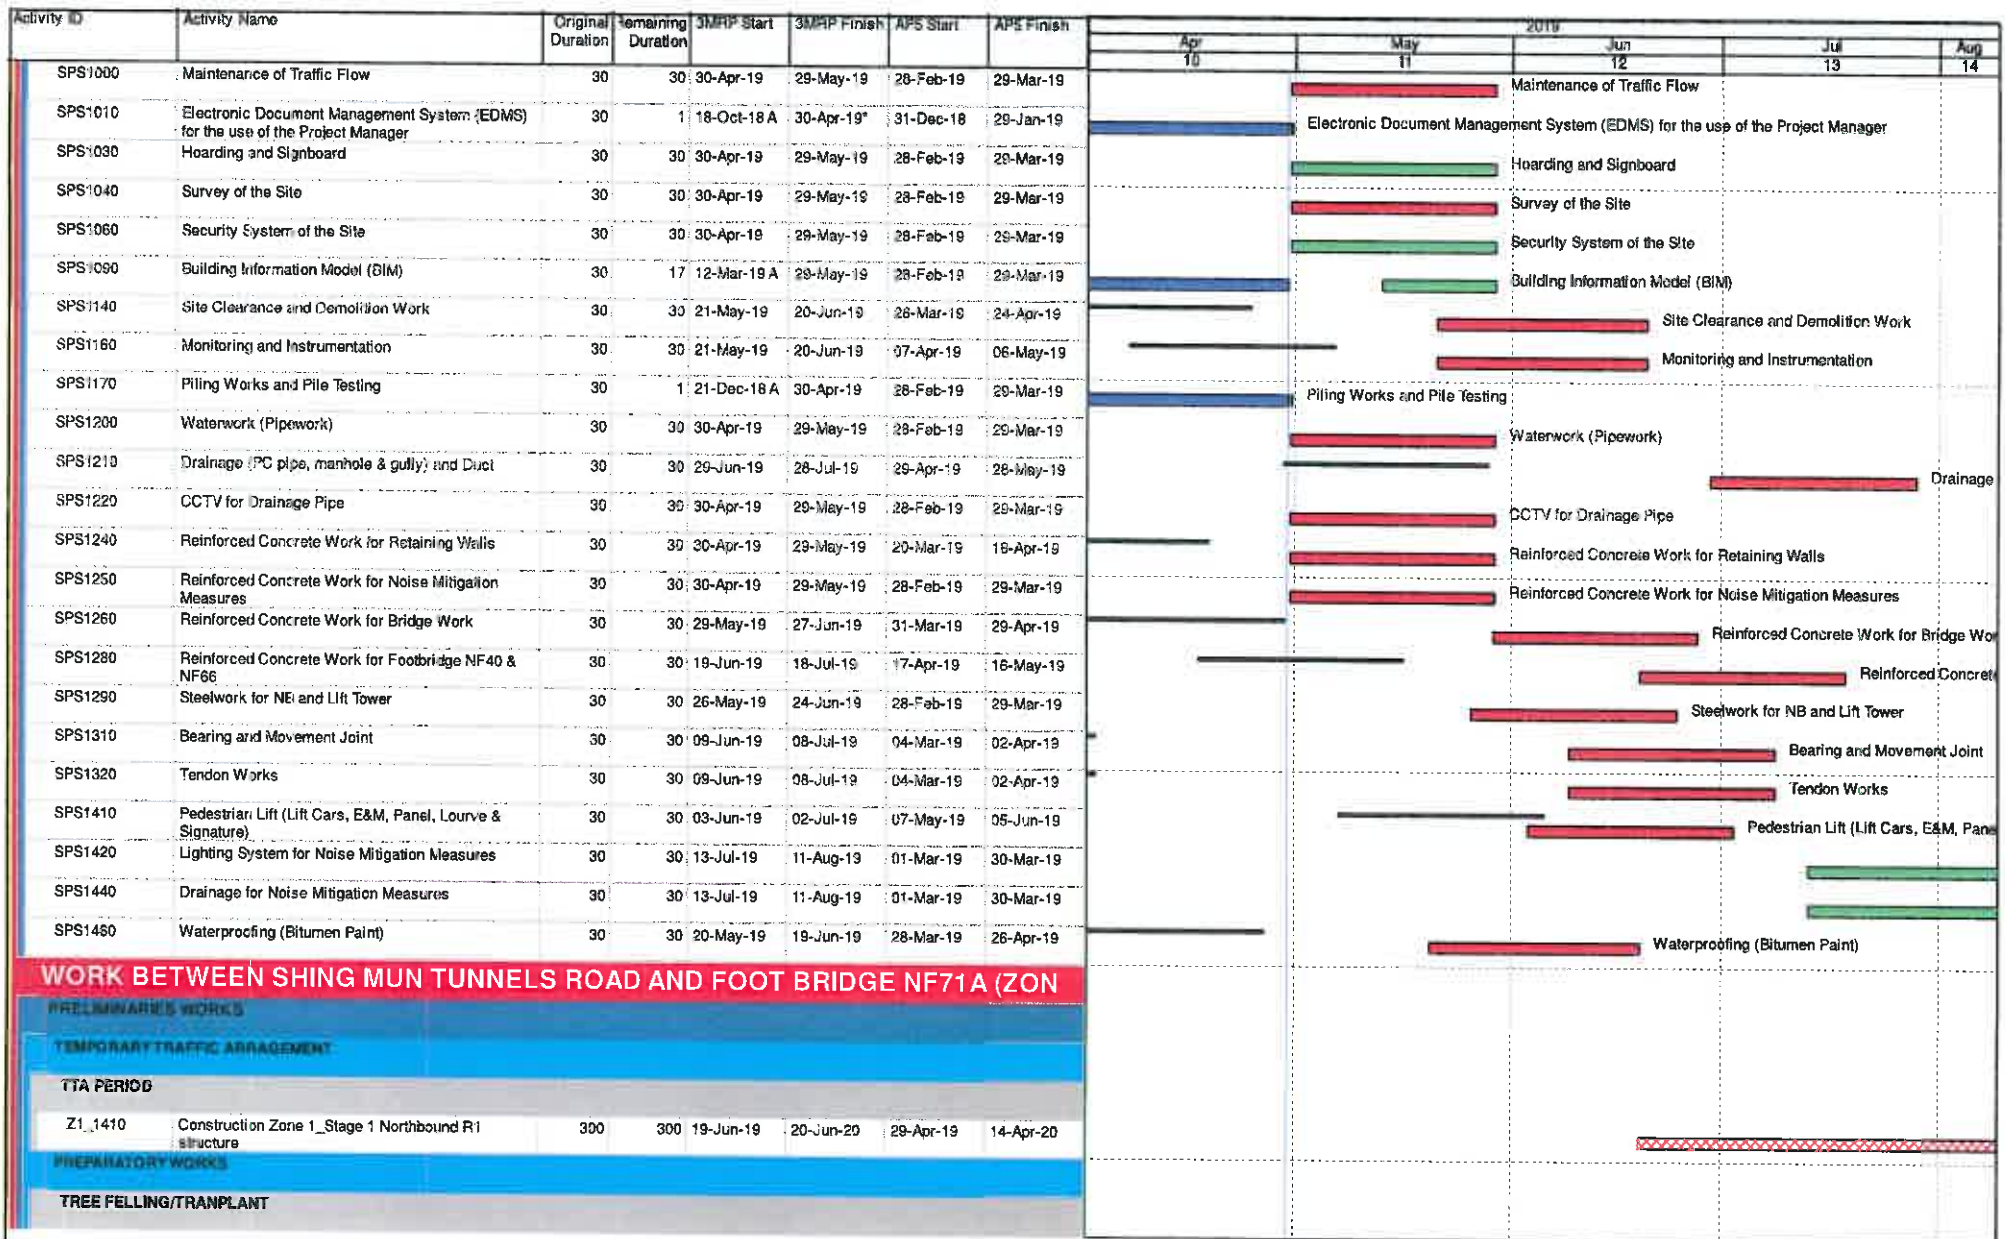 Activity ID Activity Name Original Remaining 3MRP Start 3MRP Finish APS Start APS Finish 2019
Duration Duration
Apr May Jun Jul Aug
10 11 12 13 14
SPS1000 Maintenance of Traffic Flow 30 30 30-Apr-19 29-May-19 28-Feb-19 29-Mar-19 Maintenance of Traffic Flow
SPS1010 Electronic Document Management System (EDMS) 30 1 18-Oct-18 A 30-Apr-19* 31-Dec-18 29-Jan-19 Electronic Document Management System (EDMS) for the use of the Project Manager
for the use of the Project Manager
SPS1030 Hoarding and Signboard 30 30 30-Apr-19 29-May-19 28-Feb-19 29-Mar-19 Hoarding and Signboard
SPS1040 Survey of the Site 30 30 30-Apr-19 29-May-19 28-Feb-19 29-Mar-19 Survey of the Site
SPS1060 Security System of the Site 30 30 30-Apr-19 29-May-19 28-Feb-19 29-Mar-19 Security System of the Site
SPS1090 Building Information Model (BIM) 30 17 12-Mar-19 A 29-May-19 28-Feb-19 29-Mar-19 Building Information Model (BIM)
SPS1140 Site Clearance and Demolition Work 30 30 21-May-19 20-Jun-19 26-Mar-19 24-Apr-19 Site Clearance and Demolition Work
SPS1160 Monitoring and Instrumentation 30 30 21-May-19 20-Jun-19 07-Apr-19 06-May-19 Monitoring and Instrumentation
SPS1170 Piling Works and Pile Testing 30 1 21-Dec-18 A 30-Apr-19 28-Feb-19 29-Mar-19 Piling Works and Pile Testing
SPS1200 Waterwork (Pipework) 30 30 30-Apr-19 29-May-19 28-Feb-19 29-Mar-19 Waterwork (Pipework)
SPS1210 Drainage (PC pipe, manhole & gully) and Duct 30 30 29-Jun-19 28-Jul-19 29-Apr-19 28-May-19 Drainage
SPS1220 CCTV for Drainage Pipe 30 30 30-Apr-19 29-May-19 28-Feb-19 29-Mar-19 CCTV for Drainage Pipe
SPS1240 Reinforced Concrete Work for Retaining Walls 30 30 30-Apr-19 29-May-19 20-Mar-19 18-Apr-19 Reinforced Concrete Work for Retaining Walls
SPS1250 Reinforced Concrete Work for Noise Mitigation 30 30 30-Apr-19 29-May-19 28-Feb-19 29-Mar-19 Reinforced Concrete Work for Noise Mitigation Measures
Measures
SPS1260 Reinforced Concrete Work for Bridge Work 30 30 29-May-19 27-Jun-19 31-Mar-19 29-Apr-19 Reinforced Concrete Work for Bridge Wor
SPS1280 Reinforced Concrete Work for Footbridge NF40 & 30 30 19-Jun-19 18-Jul-19 17-Apr-19 16-May-19 Reinforced Concret
NF66
SPS1290 Steelwork for NB and Lift Tower 30 30 26-May-19 24-Jun-19 28-Feb-19 29-Mar-19 Steelwork for NB and Lift Tower
SPS1310 Bearing and Movement Joint 30 30 09-Jun-19 08-Jul-19 04-Mar-19 02-Apr-19 Bearing and Movement Joint
SPS1320 Tendon Works 30 30 09-Jun-19 08-Jul-19 04-Mar-19 02-Apr-19 Tendon Works
SPS1410 Pedestrian Lift (Lift Cars, E&M, Panel, Lourve & 30 30 03-Jun-19 02-Jul-19 07-May-19 05-Jun-19 Pedestrian Lift (Lift Cars, E&M, Pane
Signature)
SPS1420 Lighting System for Noise Mitigation Measures 30 30 13-Jul-19 11-Aug-19 01-Mar-19 30-Mar-19
SPS1440 Drainage for Noise Mitigation Measures 30 30 13-Jul-19 11-Aug-19 01-Mar-19 30-Mar-19
SPS1460 Waterproofing (Bitumen Paint) 30 30 20-May-19 19-Jun-19 28-Mar-19 26-Apr-19 Waterproofing (Bitumen Paint)
WORK BETWEEN SHING MUN TUNNELS ROAD AND FOOT BRIDGE NF71A (ZON
PRELIMINARIES WORKS
TEMPORARY TRAFFIC ARRAGEMENT
TTA PERIOD
Z1_1410 Construction Zone 1_Stage 1 Northbound R1 300 300 19-Jun-19 20-Jun-20 29-Apr-19 14-Apr-20
structure
PREPARATORY WORKS
TREE FELLING/TRANPLANT